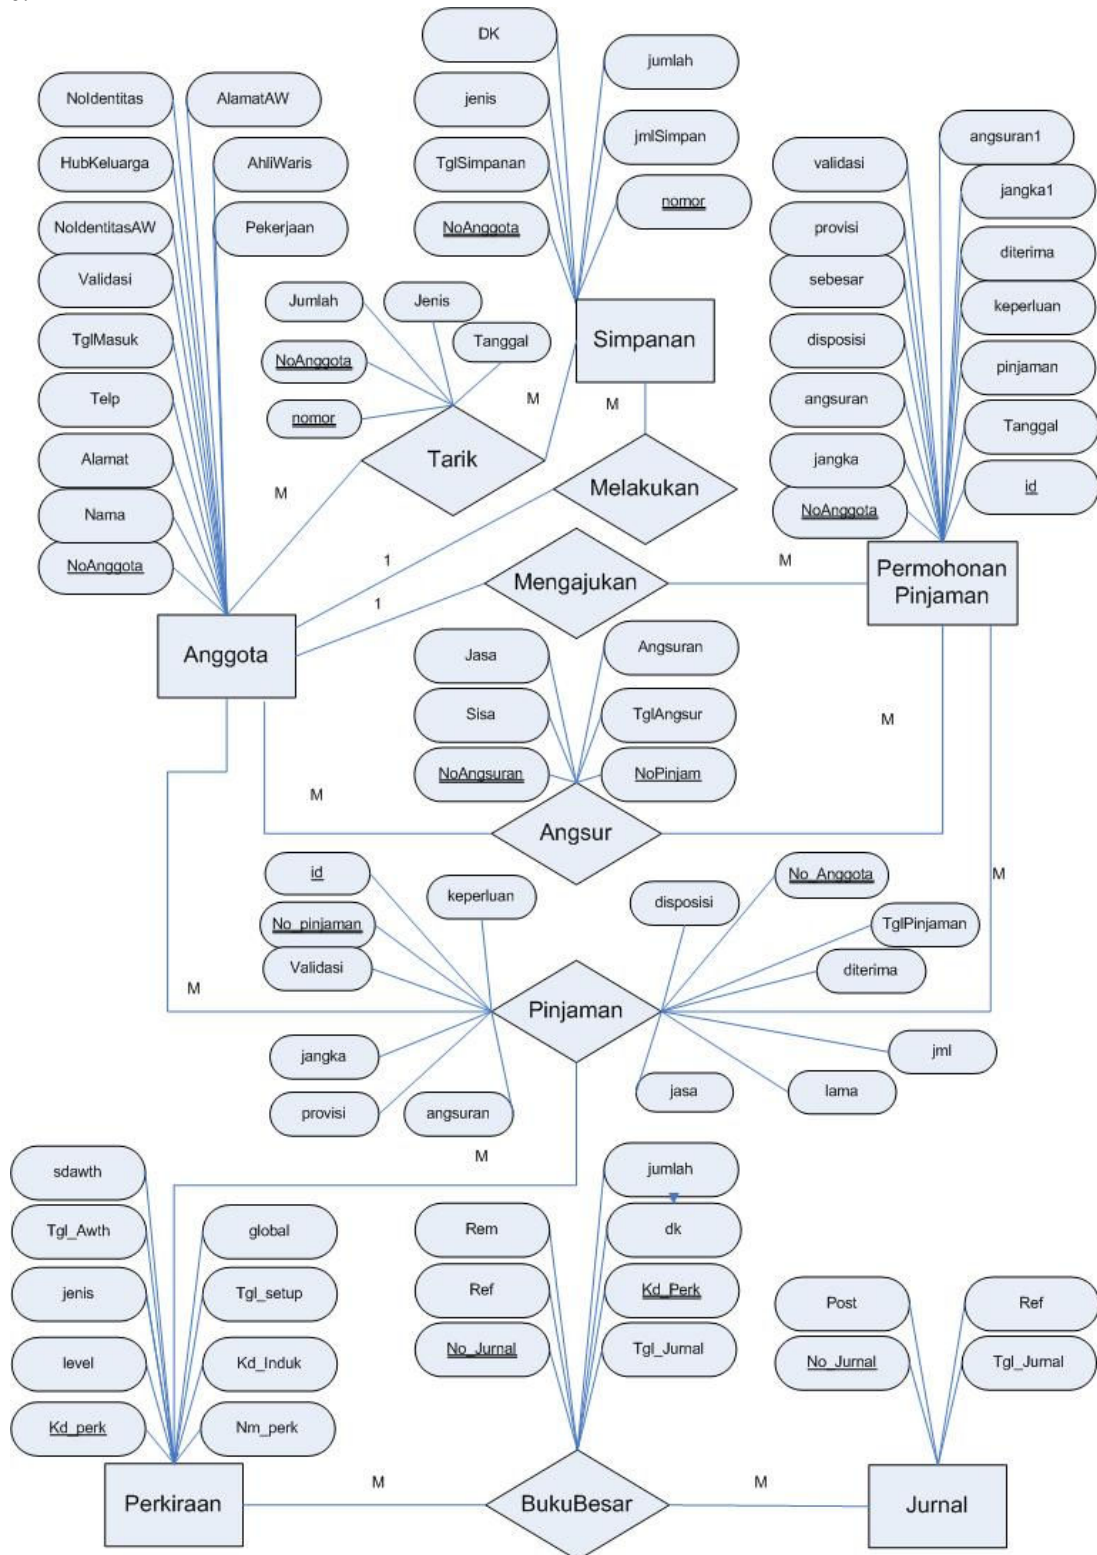 DK
jumlah
NoIdentitas
AlamatAW
jenis
jmlSimpan
angsuran1
HubKeluarga
AhliWaris
TglSimpanan
nomor
validasi
jangka1
NoIdentitasAW
Pekerjaan
NoAnggota
provisi
diterima
Validasi
Jumlah
Jenis
sebesar
keperluan
TglMasuk
NoAnggota
Tanggal
Simpanan
disposisi
pinjaman
Telp
nomor
M
M
angsuran
Tanggal
Alamat
Tarik
Melakukan
jangka
id
M
Nama
NoAnggota
NoAnggota
1
Mengajukan
M
Permohonan
Pinjaman
1
Anggota
Jasa
Angsuran
Sisa
TglAngsur
M
NoAngsuran
NoPinjam
M
Angsur
id
keperluan
disposisi
No_Anggota
M
No_pinjaman
TglPinjaman
Validasi
diterima
M
Pinjaman
jangka
jml
provisi
angsuran
jasa
lama
M
sdawth
jumlah
Tgl_Awth
global
Rem
dk
jenis
Tgl_setup
Ref
Kd_Perk
Post
Ref
level
Kd_Induk
No_Jurnal
Tgl_Jurnal
No_Jurnal
Tgl_Jurnal
Kd_perk
Nm_perk
Perkiraan
M
BukuBesar
M
Jurnal